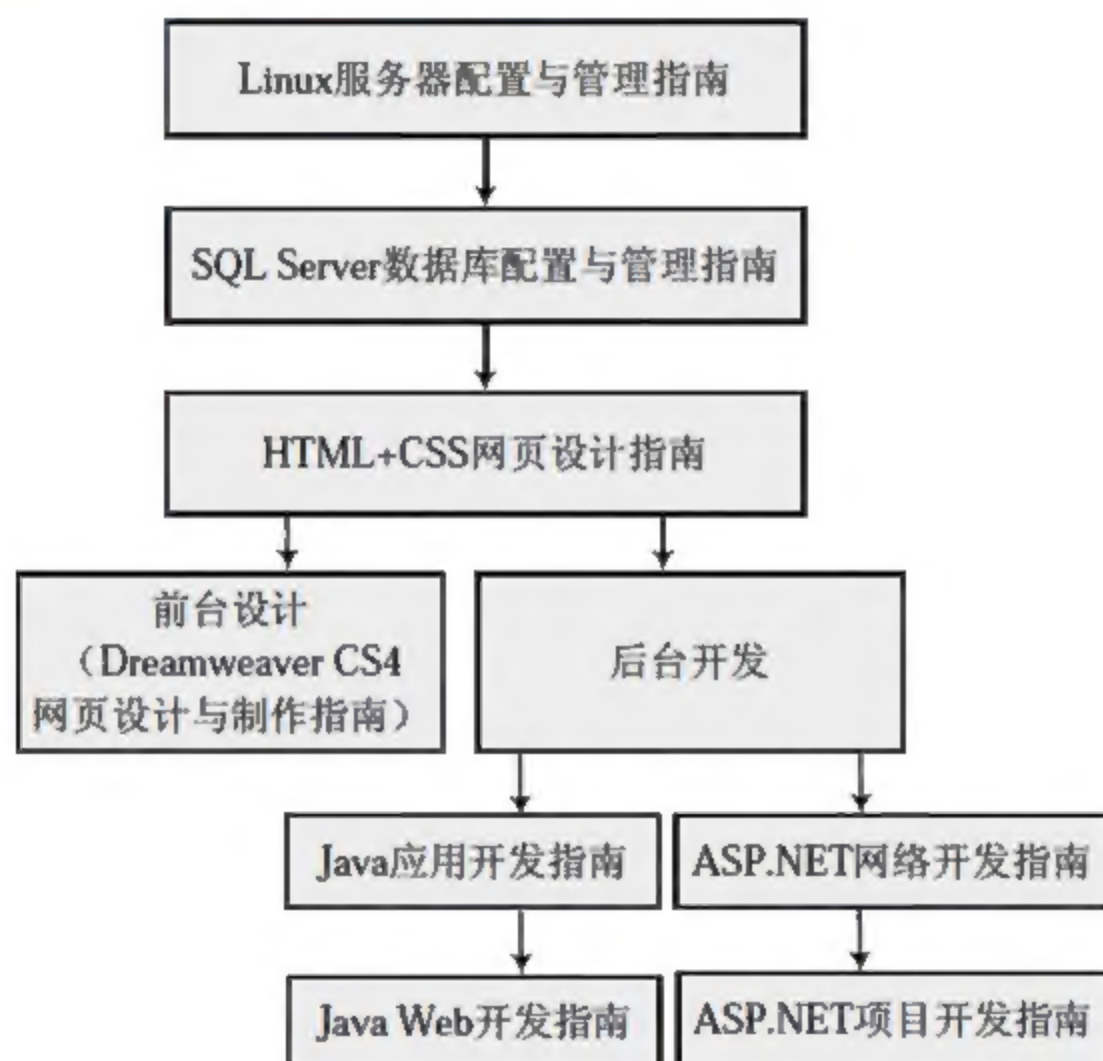 Linux服务器配置与管理指南
SQL Server数据库配置与管理指南
HTML+CSS网页设计指南
前台设计
（Dreamweaver CS4
网页设计与制作指南）
后台开发
Java应用开发指南
ASP.NET网络开发指南
Java Web开发指南
ASP.NET项目开发指南